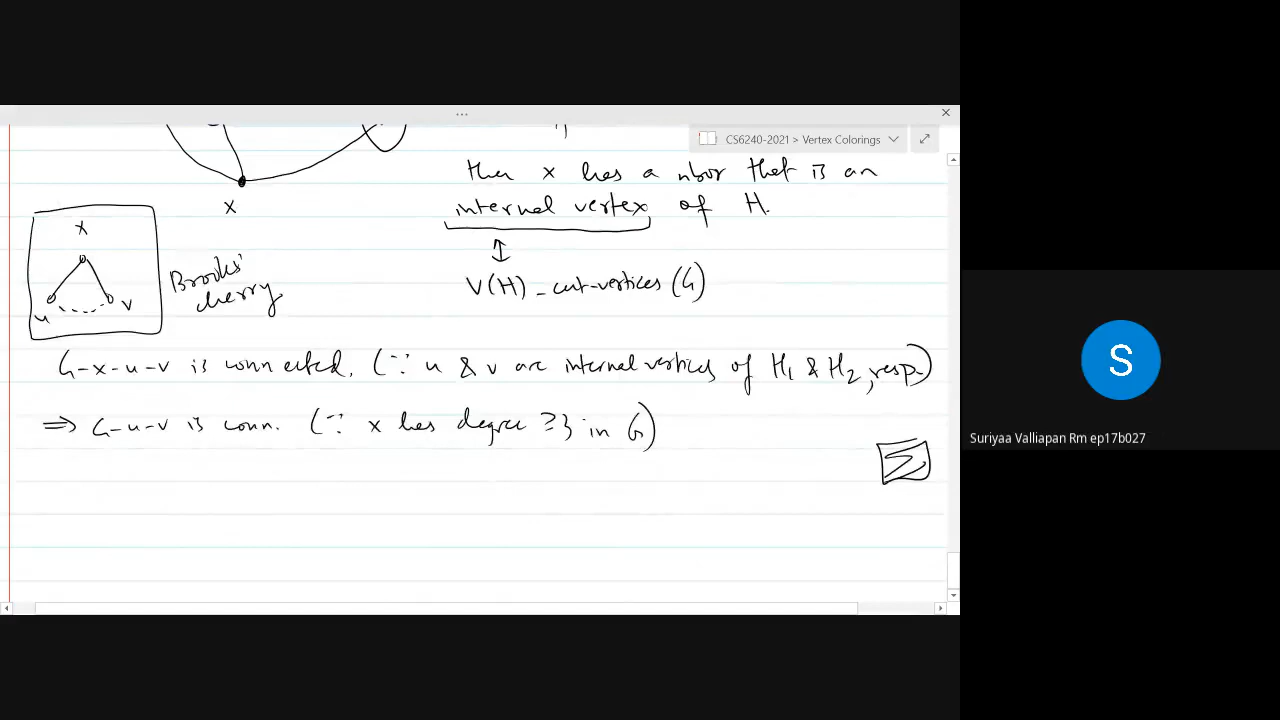 CS6240-2021 > Vertex Colorings
then x has a nbor that is an
internal vertex of H.
x
x
u v
Brooks'
cherry
V(H) - cut-vertices (G)
G-x-u-v is connected. (∵ u & v are internal vertices of H1 & H2, resp.)
⇒ G-u-v is conn. (∵ x has degree ≥3 in G)
S
Suriyaa Valliapan Rm ep17b027